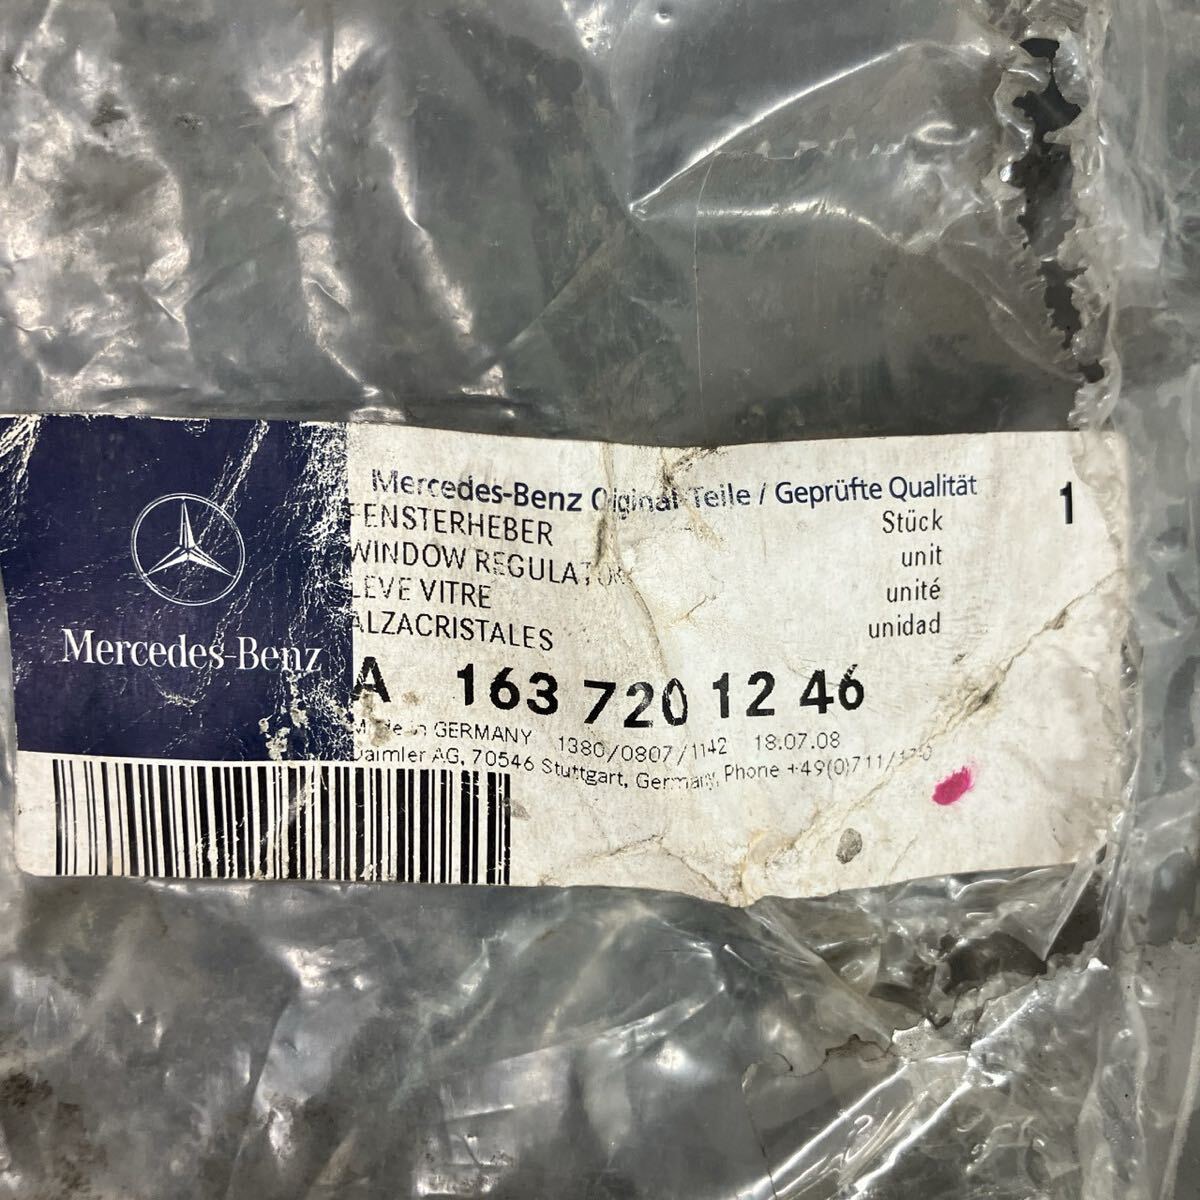 Mercedes-Benz
Mercedes-Benz Original-Teile / Geprüfte Qualität
FENSTERHEBER
WINDOW REGULATOR
LEVE VITRE
ALZACRISTALES
Stück
unit
unité
unidad
1
A 163 720 12 46
Made in GERMANY 1380/0807/1142 18.07.08
Daimler AG, 70546 Stuttgart, Germany, Phone +49(0)711/